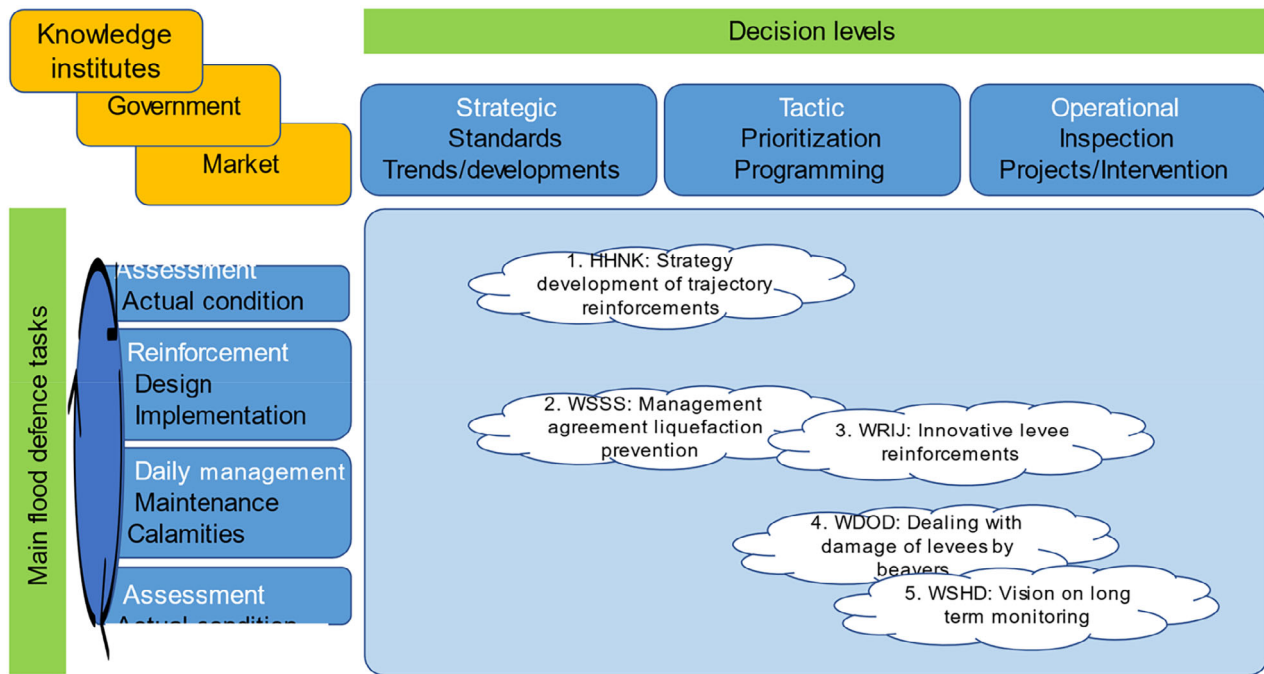 Knowledge
institutes
Government
Market
Decision levels
Strategic
Standards
Trends/developments
Tactic
Prioritization
Programming
Operational
Inspection
Projects/Intervention
Main flood defence tasks
Assessment
Actual condition
Reinforcement
Design
Implementation
Daily management
Maintenance
Calamities
Assessment
Actual condition
1. HHNK: Strategy
development of trajectory
reinforcements
2. WSSS: Management
agreement liquefaction
prevention
3. WRIJ: Innovative levee
reinforcements
4. WDOD: Dealing with
damage of levees by
beavers
5. WSHD: Vision on long
term monitoring